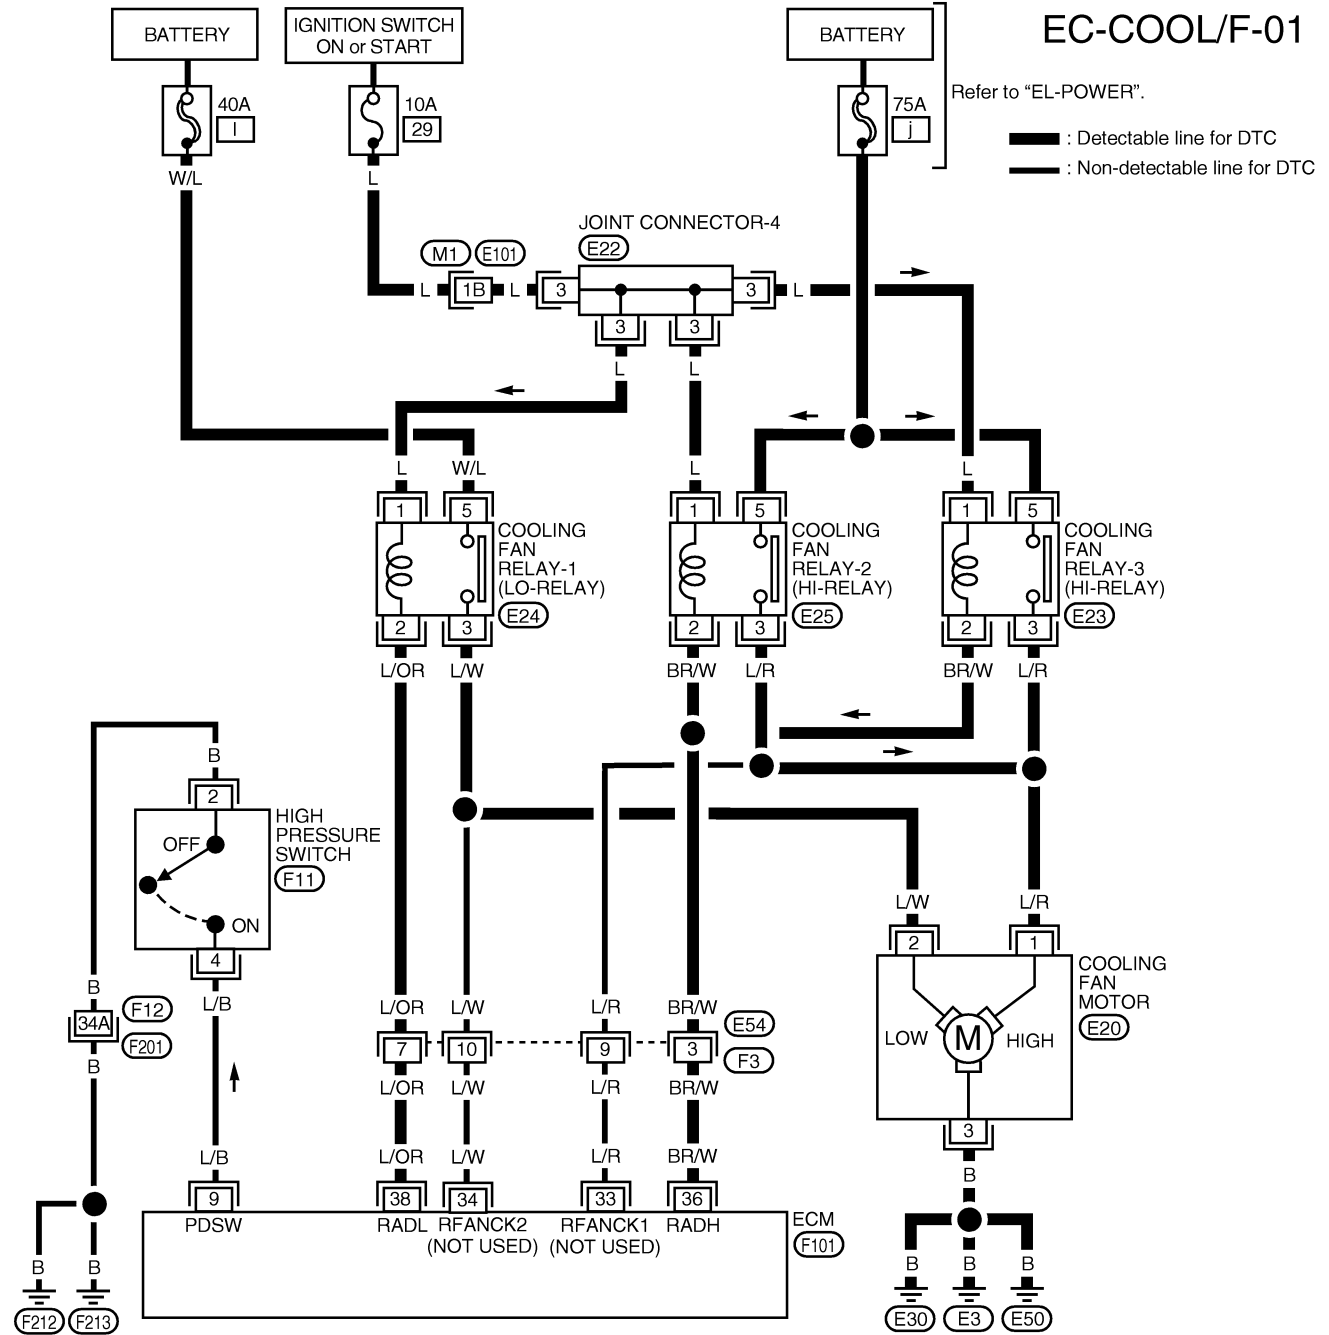 EC-COOL/F-01
BATTERY
IGNITION SWITCH
ON or START
BATTERY
Refer to “EL-POWER”.
40A
l
10A
29
75A
j
: Detectable line for DTC
: Non-detectable line for DTC
W/L
L
JOINT CONNECTOR-4
E22
M1
E101
L
1B
L
3
3
L
3
3
L
L
L
W/L
L
L
1
5
1
5
1
5
COOLING
FAN
RELAY-1
(LO-RELAY)
E24
COOLING
FAN
RELAY-2
(HI-RELAY)
E25
COOLING
FAN
RELAY-3
(HI-RELAY)
E23
2
3
2
3
2
3
L/OR
L/W
BR/W
L/R
BR/W
L/R
B
2
OFF
ON
HIGH
PRESSURE
SWITCH
F11
4
L/B
B
34A
F12
F201
B
L/W
L/R
2
1
COOLING
FAN
MOTOR
E20
LOW
M
HIGH
3
B
L/OR
L/W
L/R
BR/W
E54
7
10
9
3
F3
L/OR
L/W
L/R
BR/W
L/B
L/OR
L/W
L/R
BR/W
9
38
34
33
36
PDSW
RADL
RFANCK2
(NOT USED)
RFANCK1
(NOT USED)
RADH
ECM
F101
B
B
B
B
B
F212
F213
E30
E3
E50